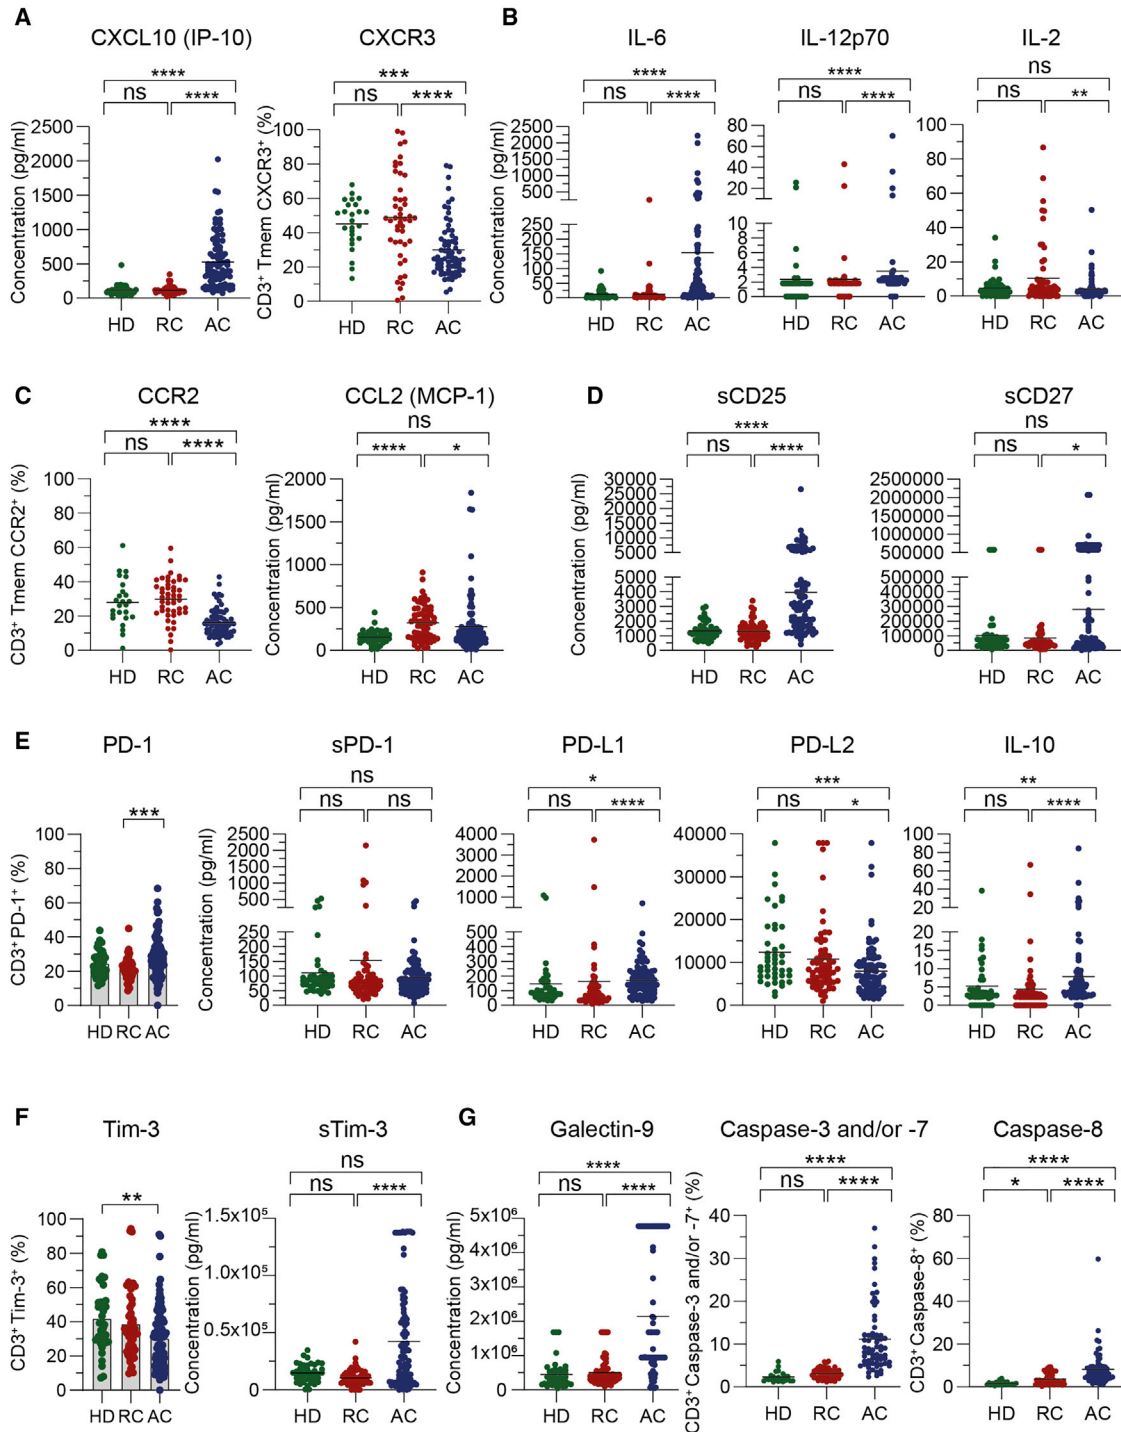 A
B
CXCL10 (IP-10)
CXCR3
IL-6
IL-12p70
IL-2
****
ns
****
***
ns
****
****
ns
****
****
ns
****
ns
ns
**
Concentration (pg/ml)
2500
2000
1500
1000
500
0
HD RC AC
CD3⁺ Tmem CXCR3⁺ (%)
100
80
60
40
20
0
HD RC AC
Concentration (pg/ml)
2500
2000
1500
1000
500
250
200
150
100
50
0
HD RC AC
80
60
40
20
10
8
6
4
2
0
HD RC AC
100
80
60
40
20
0
HD RC AC
C
D
CCR2
CCL2 (MCP-1)
sCD25
sCD27
****
ns
****
ns
****
*
****
ns
****
ns
ns
*
CD3⁺ Tmem CCR2⁺ (%)
100
80
60
40
20
0
HD RC AC
Concentration (pg/ml)
2000
1500
1000
500
0
HD RC AC
Concentration (pg/ml)
30000
25000
20000
15000
10000
5000
5000
4000
3000
2000
1000
0
HD RC AC
2500000
2000000
1500000
1000000
500000
500000
400000
300000
200000
100000
0
HD RC AC
E
PD-1
sPD-1
PD-L1
PD-L2
IL-10
***
ns
ns
ns
*
ns
****
***
ns
*
**
ns
****
CD3⁺ PD-1⁺ (%)
100
80
60
40
20
0
HD RC AC
Concentration (pg/ml)
2500
2000
1500
1000
500
250
200
150
100
50
0
HD RC AC
4000
3000
2000
1000
500
400
300
200
100
0
HD RC AC
40000
30000
20000
10000
0
HD RC AC
100
80
60
40
20
20
15
10
5
0
HD RC AC
F
G
Tim-3
sTim-3
Galectin-9
Caspase-3 and/or -7
Caspase-8
**
ns
ns
****
****
ns
****
****
ns
****
****
*
****
CD3⁺ Tim-3⁺ (%)
100
80
60
40
20
0
HD RC AC
Concentration (pg/ml)
1.5x10⁵
1.0x10⁵
0.5x10⁵
0
HD RC AC
Concentration (pg/ml)
5x10⁶
4x10⁶
3x10⁶
2x10⁶
1x10⁶
0
HD RC AC
CD3⁺ Caspase-3 and/or -7⁺ (%)
40
30
20
10
0
HD RC AC
CD3⁺ Caspase-8⁺ (%)
80
60
40
20
0
HD RC AC